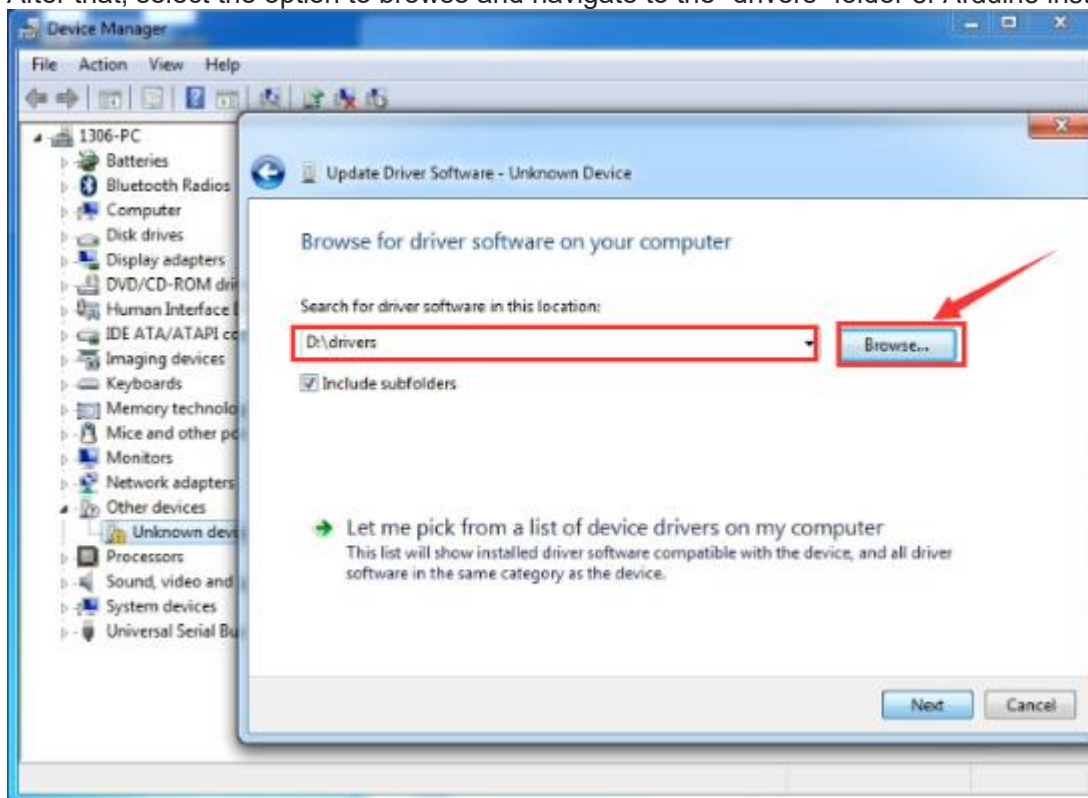 After that, select the option to browse and navigate to the "drivers" folder of Arduino
Device Manager
File Action View Help
1306-PC
Batteries
Bluetooth Radios
Computer
Disk drives
Display adapters
DVD/CD-ROM
Human Interface
IDE ATA/ATAPI
Imaging devices
Keyboards
Memory
Mice and other
Monitors
Network adapters
Other devices
Unknown
Processors
Sound, video and
System devices
Universal Serial
Update Driver Software - Unknown Device
Browse for driver software on your computer
Search for driver software in this location:
D:\drivers
Browse...
Include subfolders
Let me pick from a list of device drivers on my computer
This list will show installed driver software compatible with the device, and all driver
software in the same category as the device.
Next Cancel